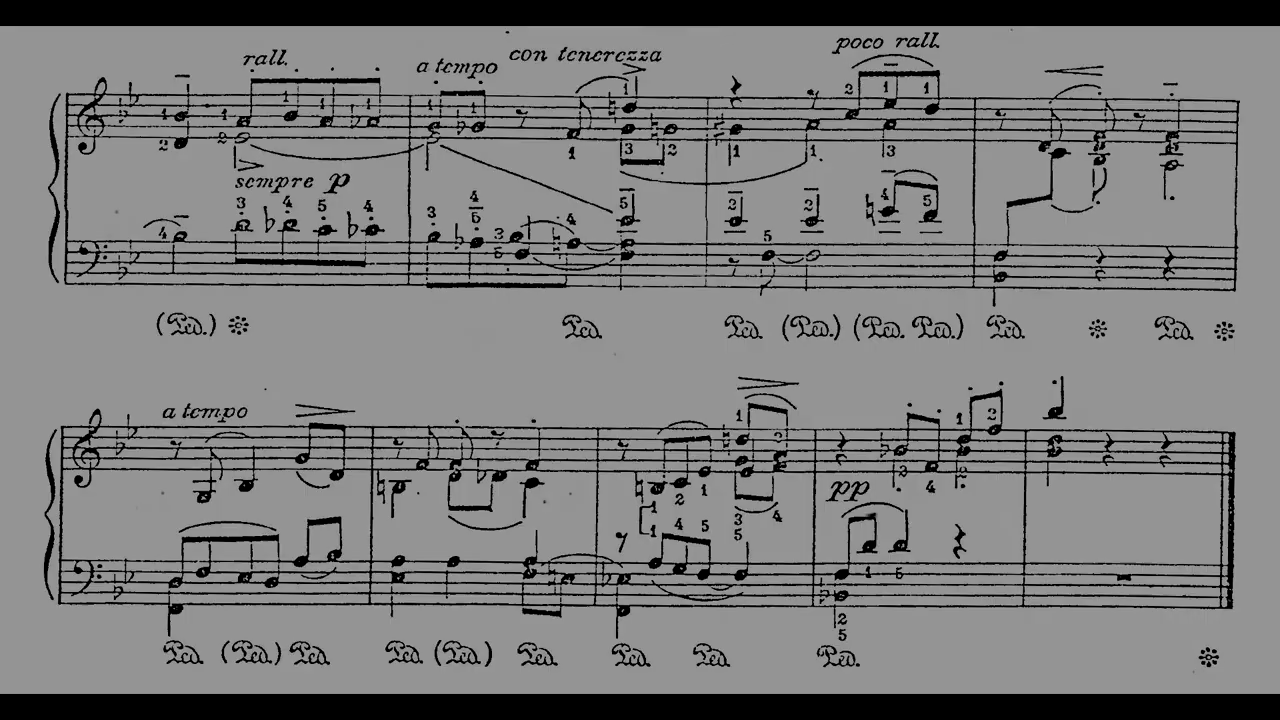 rall.
a tempo con tenerezza
poco rall.
sempre p
(Ped.) Ped. Ped. (Ped.) (Ped. Ped.) Ped. Ped.
a tempo
pp
Ped. (Ped.) Ped. Ped. (Ped.) Ped. Ped. Ped. Ped.